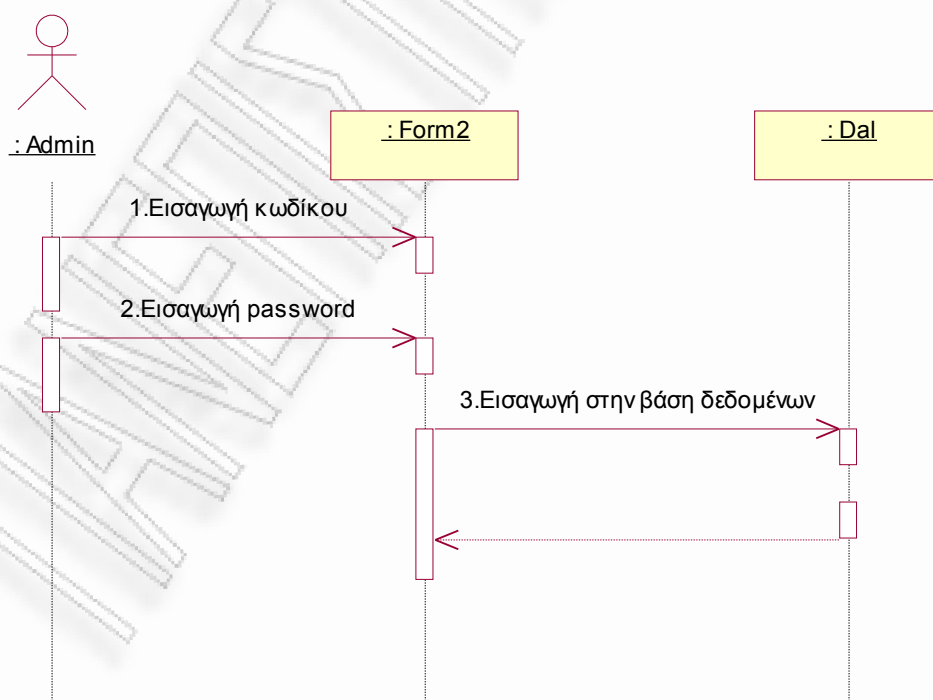 : Admin
: Form2
: Dal
1.Εισαγωγή κωδίκου
2.Εισαγωγή password
3.Εισαγωγή στην βάση δεδομένων